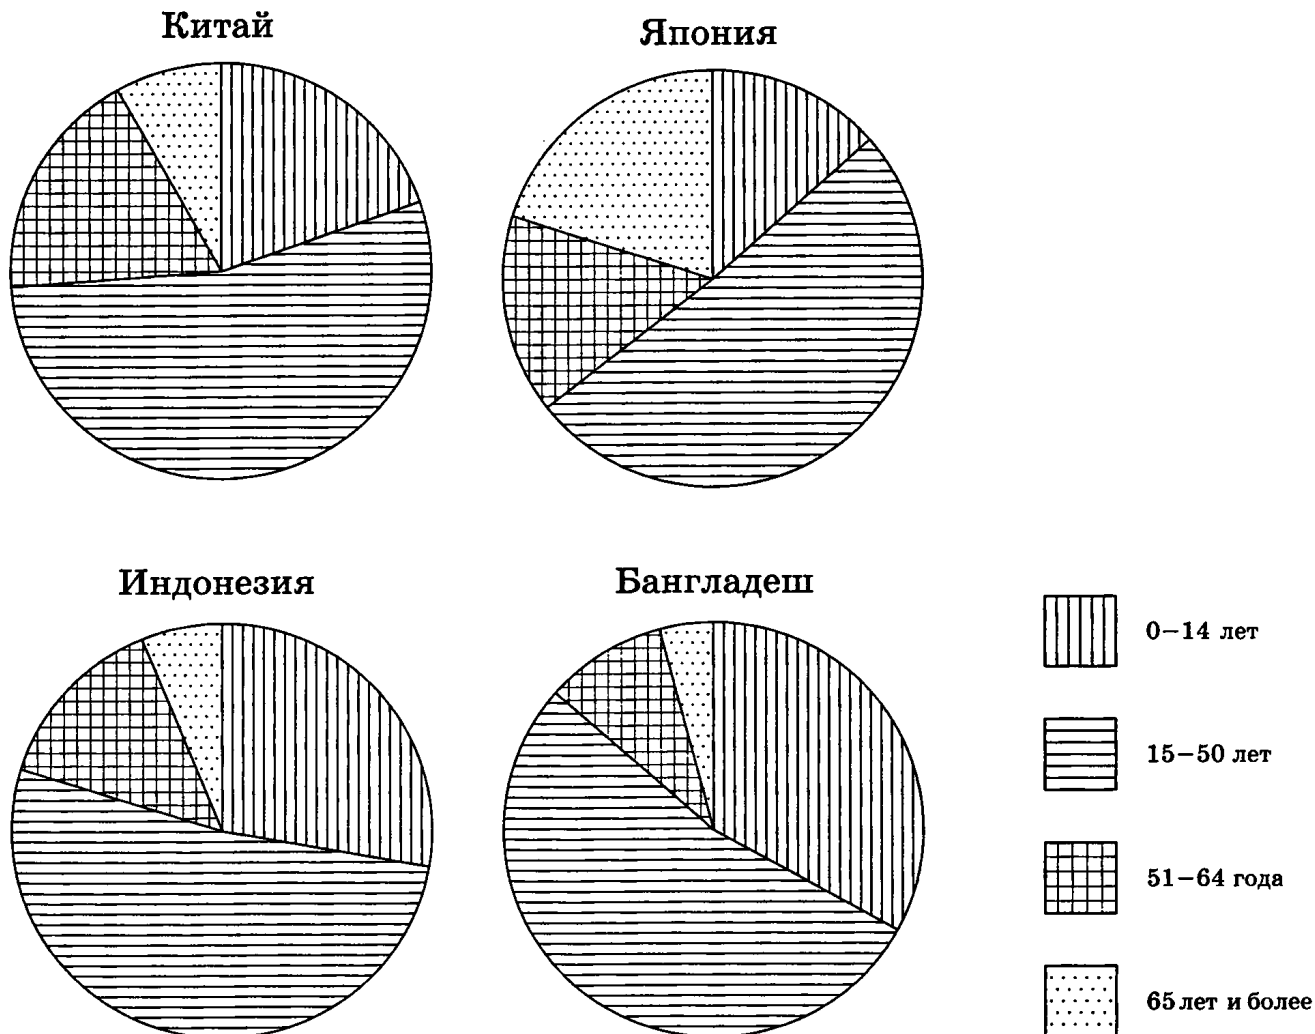 Китай
Япония
Индонезия
Бангладеш
0–14 лет
15–50 лет
51–64 года
65 лет и более